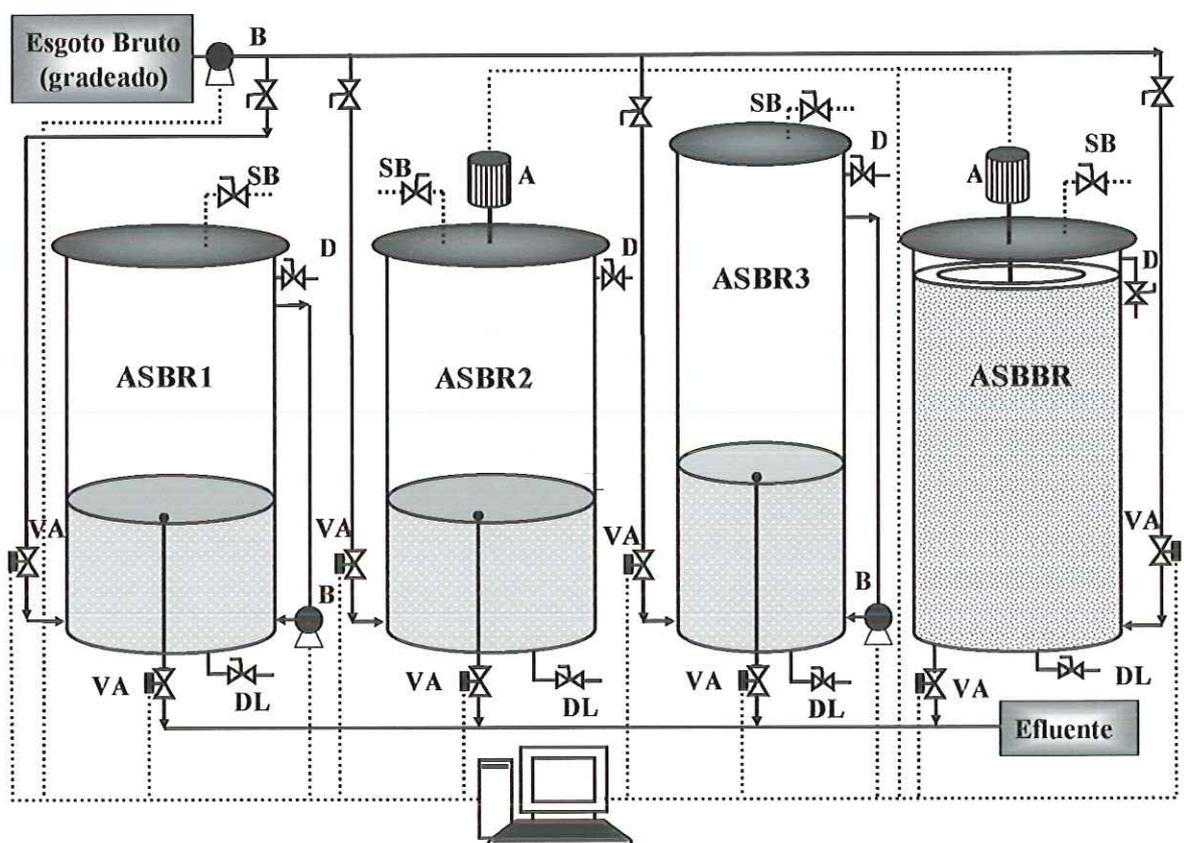 Esgoto Bruto
(gradeado)
B
SB
D
ASBR1
VA
B
VA
DL
SB
A
D
ASBR2
VA
VA
DL
SB
D
ASBR3
VA
B
VA
DL
A
SB
D
ASBBR
VA
VA
DL
Efluente